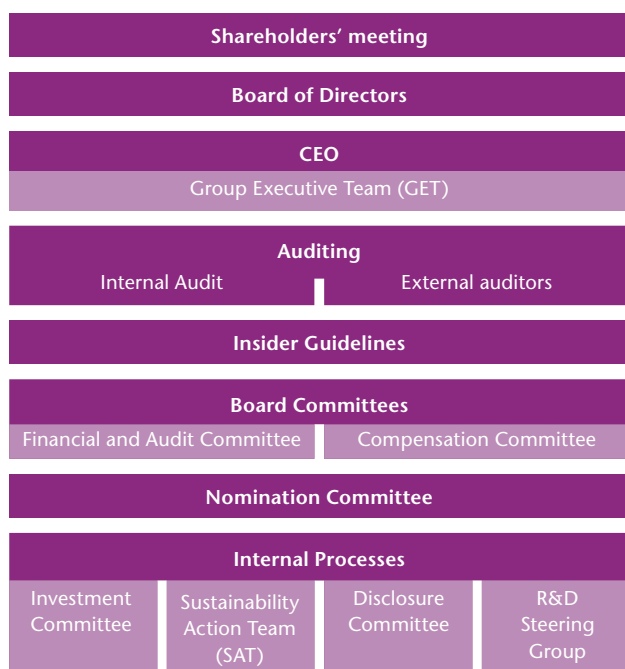 Shareholders’ meeting
Board of Directors
CEO
Group Executive Team (GET)
Auditing
Internal Audit
External auditors
Insider Guidelines
Board Committees
Financial and Audit Committee
Compensation Committee
Nomination Committee
Internal Processes
Investment
Committee
Sustainability
Action Team
(SAT)
Disclosure
Committee
R&D
Steering
Group